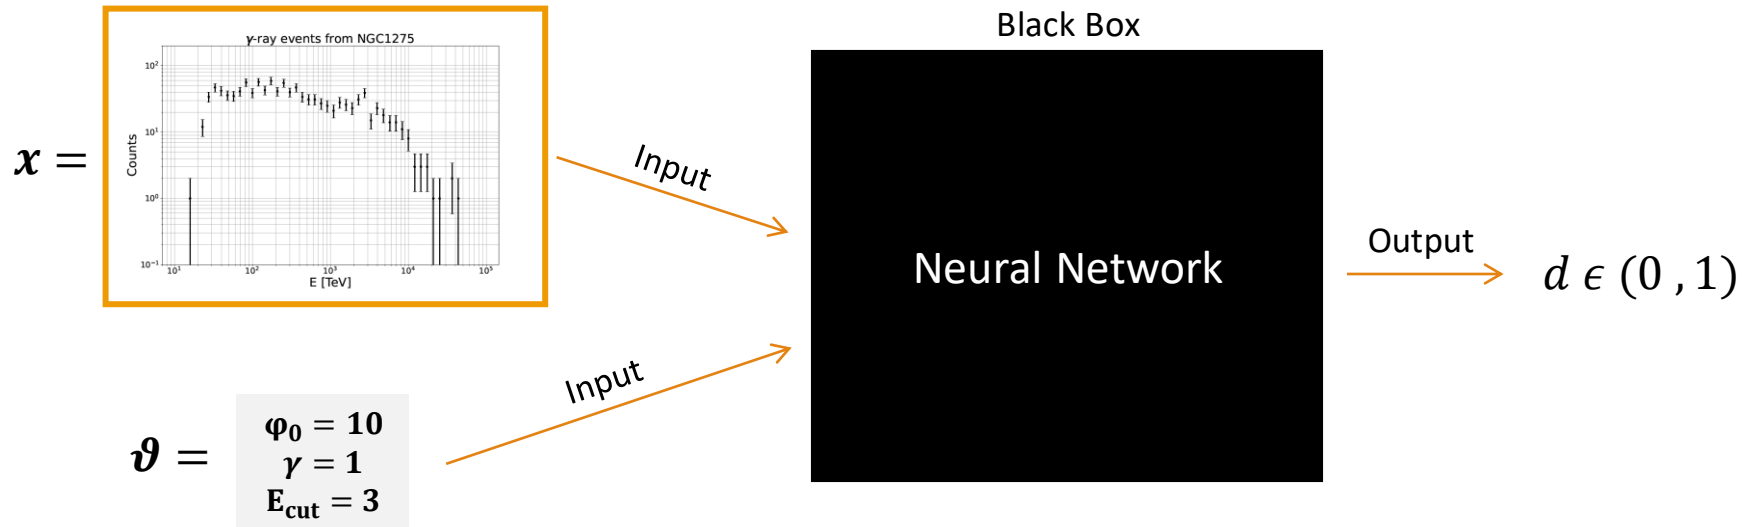 Black Box
γ-ray events from NGC1275
10²
10¹
10⁰
10⁻¹
Counts
10¹ 10² 10³ 10⁴ 10⁵
E [TeV]
x =
Input
Neural Network
Output
d ϵ (0 , 1)
Input
ϑ =
φ₀ = 10
γ = 1
E_cut = 3